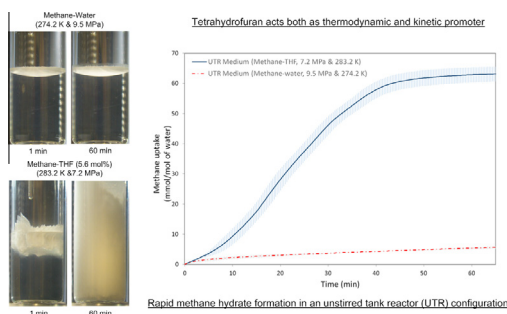 Methane-Water
(274.2 K & 9.5 MPa)
1 min
60 min
Methane-THF (5.6 mol%)
(283.2 K &7.2 MPa)
1 min
60 min
Tetrahydrofuran acts both as thermodynamic and kinetic promoter
70
60
50
40
30
20
10
0
UTR Medium (Methane-THF, 7.2 MPa & 283.2 K)
UTR Medium (Methane-water, 9.5 MPa & 274.2 K)
Methane uptake
(mmol/mol of water)
0
10
20
30
40
50
60
Time (min)
Rapid methane hydrate formation in an unstirred tank reactor (UTR) configuration